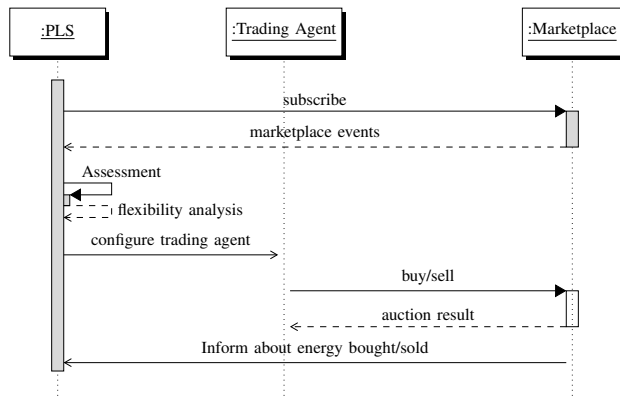 :PLS
:Trading Agent
:Marketplace
subscribe
marketplace events
Assessment
flexibility analysis
configure trading agent
buy/sell
auction result
Inform about energy bought/sold